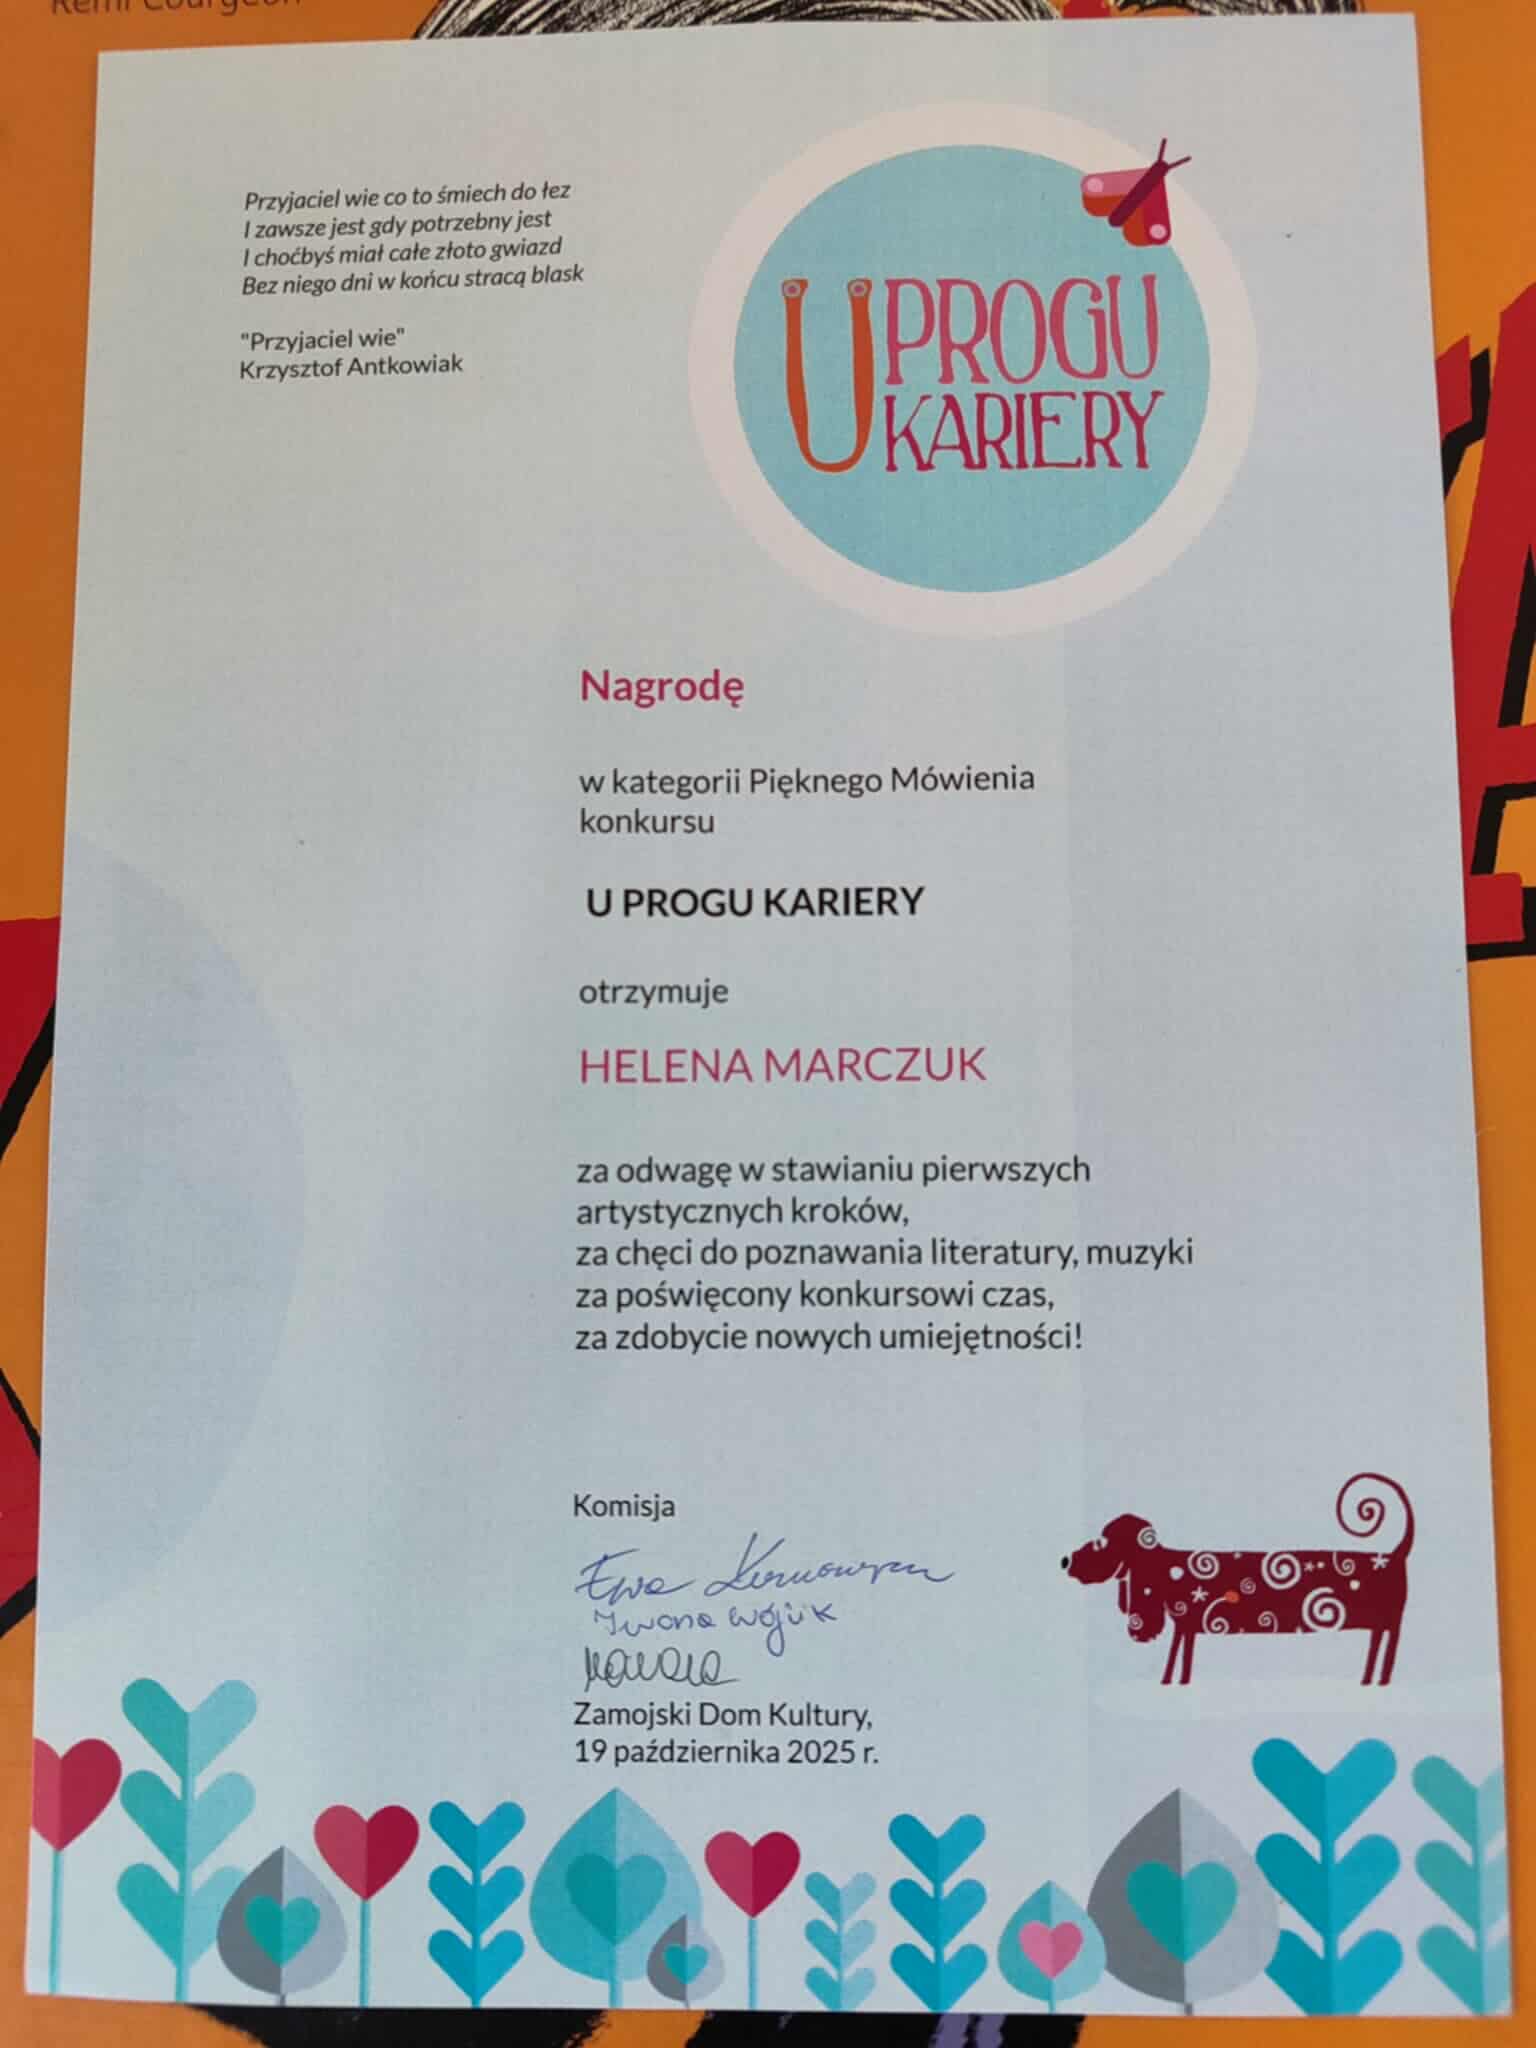 Rémi Courgeon
Przyjaciel wie co to śmiech do łez
I zawsze jest gdy potrzebny jest
I choćbyś miał całe złoto gwiazd
Bez niego dni w końcu stracą blask
"Przyjaciel wie"
Krzysztof Antkowiak
U PROGU
KARIERY
Nagrodę
w kategorii Pięknego Mówienia
konkursu
U PROGU KARIERY
otrzymuje
HELENA MARCZUK
za odwagę w stawianiu pierwszych
artystycznych kroków,
za chęci do poznawania literatury, muzyki
za poświęcony konkursowi czas,
za zdobycie nowych umiejętności!
Komisja
Ewa
Iwona Wójcik
Zamojski Dom Kultury,
19 października 2025 r.